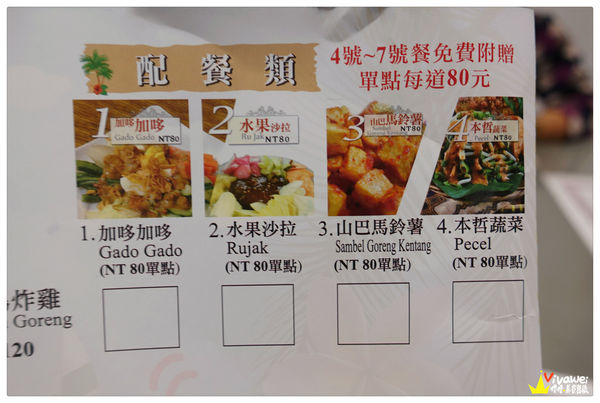 配餐類
4號~7號餐免費附贈
單點每道80元
1
加哆加哆
Gado Gado NT80
2
水果沙拉
Rujak NT80
3
山巴馬鈴薯
Sambel Goreng Kentang NT80
4
本哲蔬菜
Pecel NT80
1.加哆加哆
Gado Gado
(NT 80單點)
2.水果沙拉
Rujak
(NT 80單點)
3.山巴馬鈴薯
Sambel Goreng Kentang
(NT 80單點)
4.本哲蔬菜
Pecel
(NT 80單點)
炸雞
Goreng
120
Vivawei